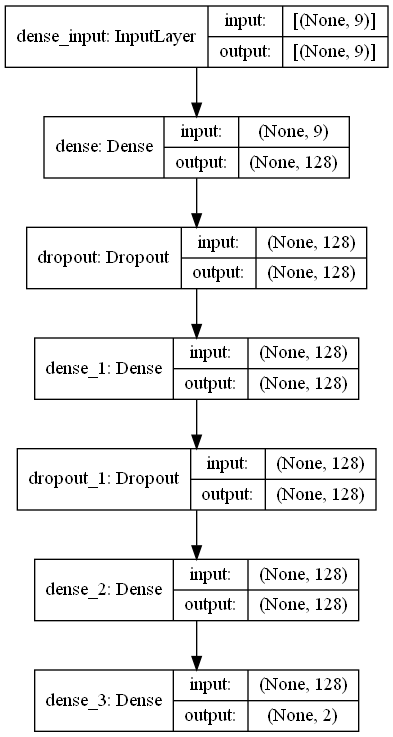 dense_input: InputLayer
input: [(None, 9)]
output: [(None, 9)]
dense: Dense
input: (None, 9)
output: (None, 128)
dropout: Dropout
input: (None, 128)
output: (None, 128)
dense_1: Dense
input: (None, 128)
output: (None, 128)
dropout_1: Dropout
input: (None, 128)
output: (None, 128)
dense_2: Dense
input: (None, 128)
output: (None, 128)
dense_3: Dense
input: (None, 128)
output: (None, 2)